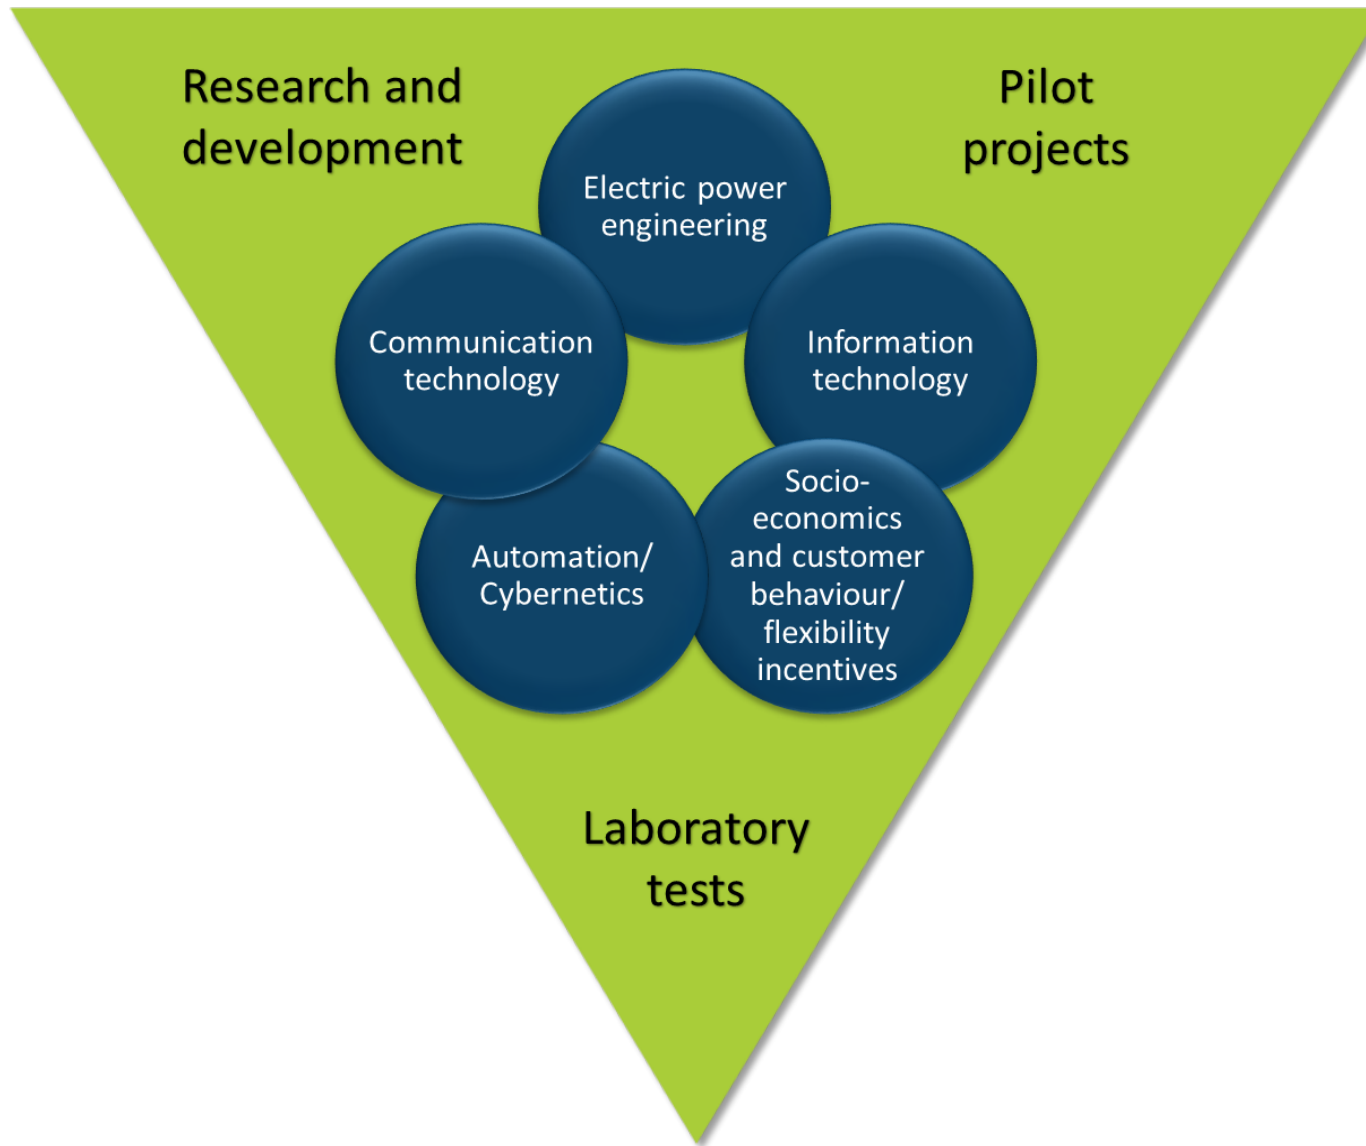 Research and
development
Pilot
projects
Electric power
engineering
Communication
technology
Information
technology
Automation/
Cybernetics
Socio-
economics
and customer
behaviour/
flexibility
incentives
Laboratory
tests